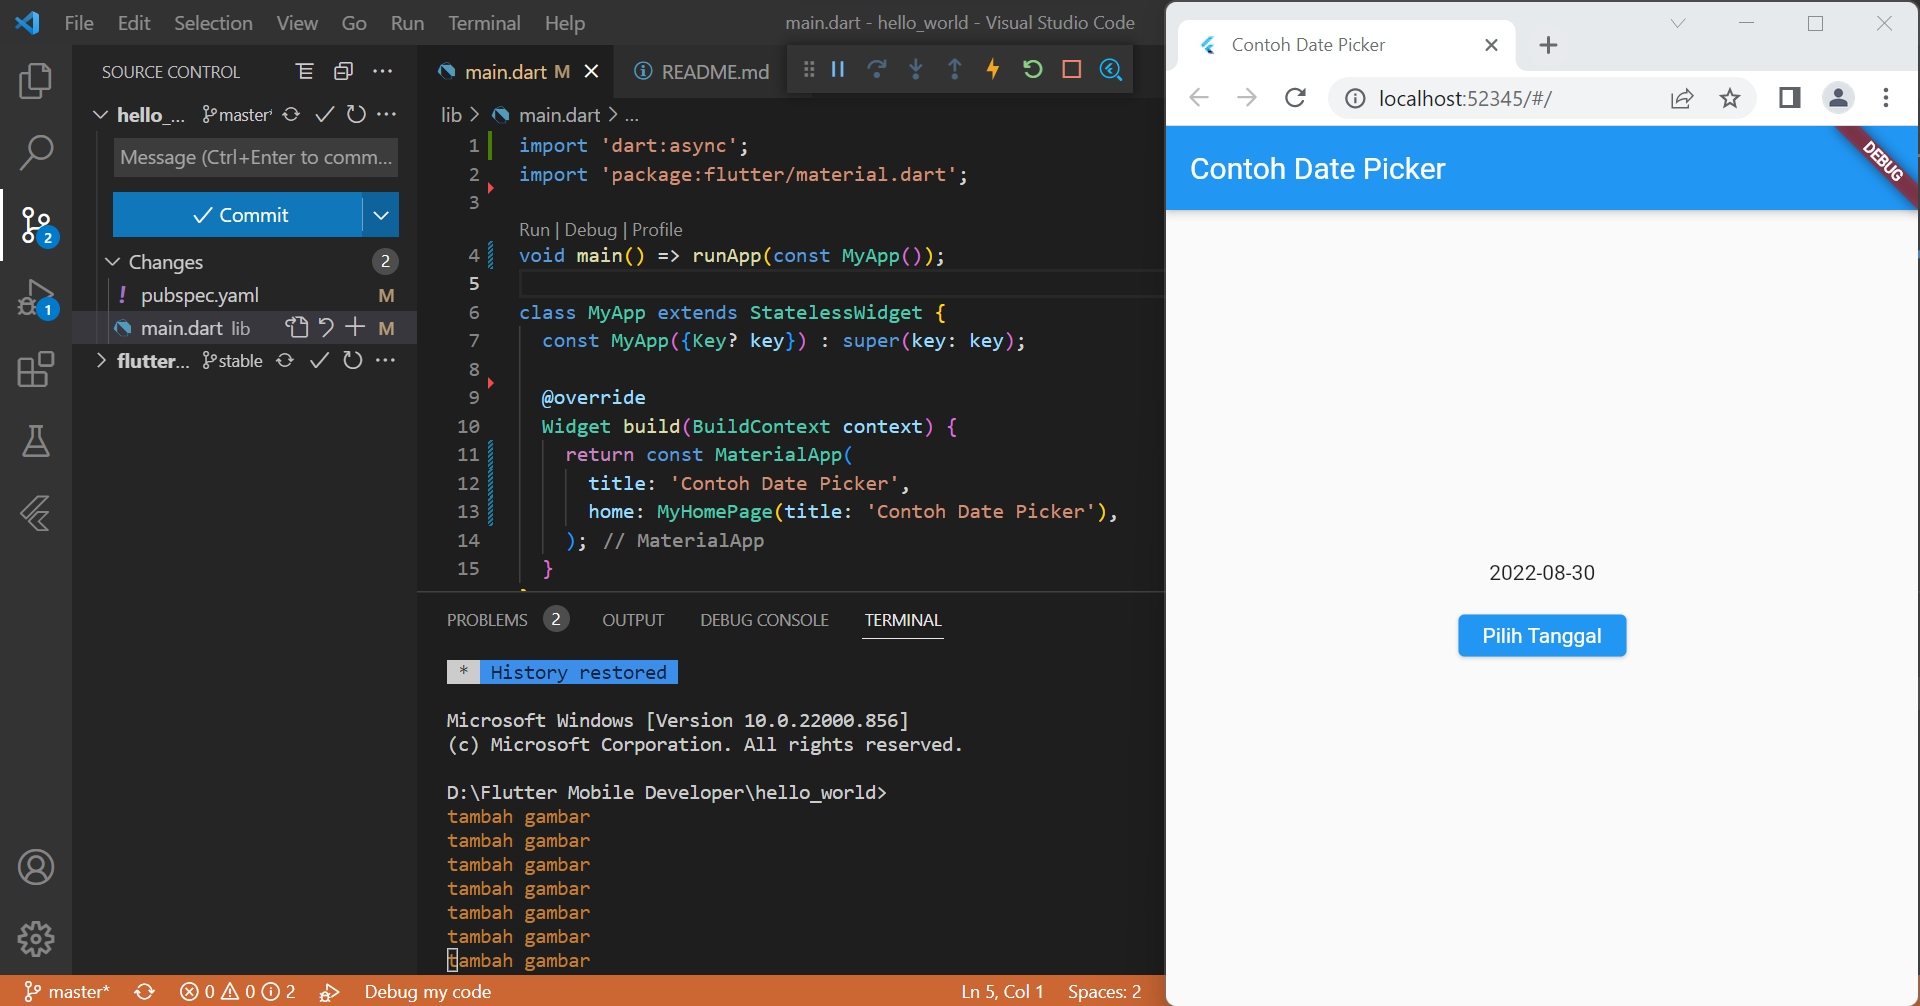 File Edit Selection View Go Run Terminal Help
main.dart - hello_world - Visual Studio Code
SOURCE CONTROL
hello_... master*
Message (Ctrl+Enter to comm...
Commit
Changes 2
pubspec.yaml M
main.dart lib M
flutter... stable
2
1
main.dart M
README.md
lib > main.dart > ...
1 import 'dart:async';
2 import 'package:flutter/material.dart';
3
Run | Debug | Profile
4 void main() => runApp(const MyApp());
5
6 class MyApp extends StatelessWidget {
7 const MyApp({Key? key}) : super(key: key);
8
9 @override
10 Widget build(BuildContext context) {
11 return const MaterialApp(
12 title: 'Contoh Date Picker',
13 home: MyHomePage(title: 'Contoh Date Picker'),
14 ); // MaterialApp
15 }
PROBLEMS 2 OUTPUT DEBUG CONSOLE TERMINAL
* History restored
Microsoft Windows [Version 10.0.22000.856]
(c) Microsoft Corporation. All rights reserved.
D:\Flutter Mobile Developer\hello_world>
tambah gambar
tambah gambar
tambah gambar
tambah gambar
tambah gambar
tambah gambar
tambah gambar
master* 0 0 2 Debug my code Ln 5, Col 1 Spaces: 2
Contoh Date Picker
localhost:52345/#/
Contoh Date Picker
DEBUG
2022-08-30
Pilih Tanggal